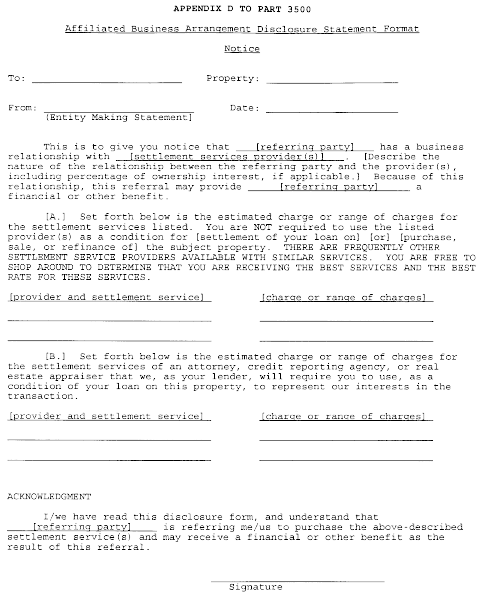 APPENDIX D TO PART 3500
Affiliated Business Arrangement Disclosure Statement Format
Notice
To: Property:
From: Date:
(Entity Making Statement]
This is to give you notice that [referring party] has a business
relationship with [settlement services provider(s)] . [Describe the
nature of the relationship between the referring party and the provider(s),
including percentage of ownership interest, if applicable.] Because of this
relationship, this referral may provide [referring party] a
financial or other benefit.
[A.] Set forth below is the estimated charge or range of charges for
the settlement services listed. You are NOT required to use the listed
provider(s) as a condition for [settlement of your loan on] [or] [purchase,
sale, or refinance of] the subject property. THERE ARE FREQUENTLY OTHER
SETTLEMENT SERVICE PROVIDERS AVAILABLE WITH SIMILAR SERVICES. YOU ARE FREE TO
SHOP AROUND TO DETERMINE THAT YOU ARE RECEIVING THE BEST SERVICES AND THE BEST
RATE FOR THESE SERVICES.
[provider and settlement service] [charge or range of charges]
[B.] Set forth below is the estimated charge or range of charges for
the settlement services of an attorney, credit reporting agency, or real
estate appraiser that we, as your lender, will require you to use, as a
condition of your loan on this property, to represent our interests in the
transaction.
[provider and settlement service] [charge or range of charges]
ACKNOWLEDGMENT
I/we have read this disclosure form, and understand that
[referring party] is referring me/us to purchase the above-described
settlement service(s) and may receive a financial or other benefit as the
result of this referral.
Signature